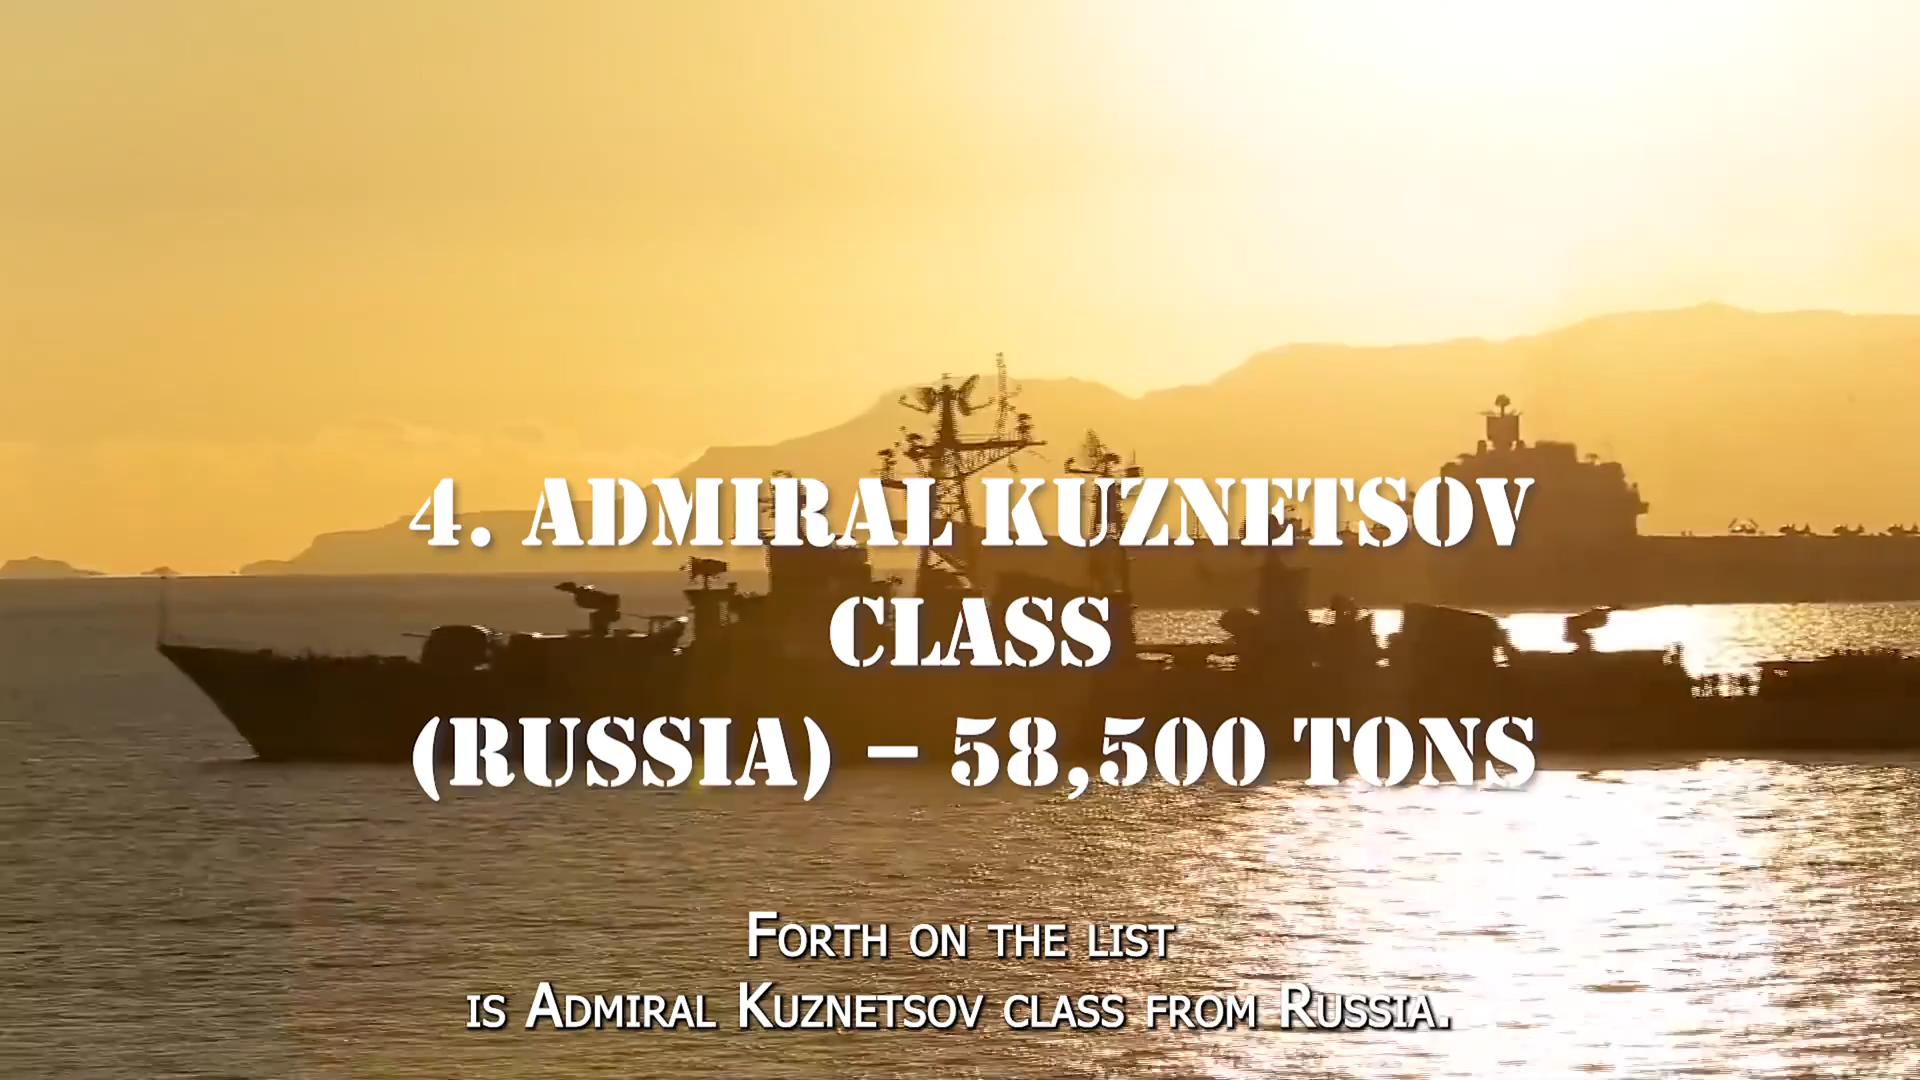 4. ADMIRAL KUZNETSOV
CLASS
(RUSSIA) – 58,500 TONS
Forth on the list
is Admiral Kuznetsov class from Russia.